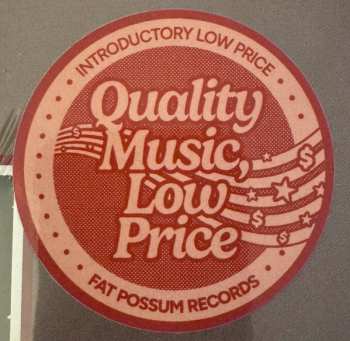 INTRODUCTORY LOW PRICE
Quality
Music,
Low
Price
FAT POSSUM RECORDS